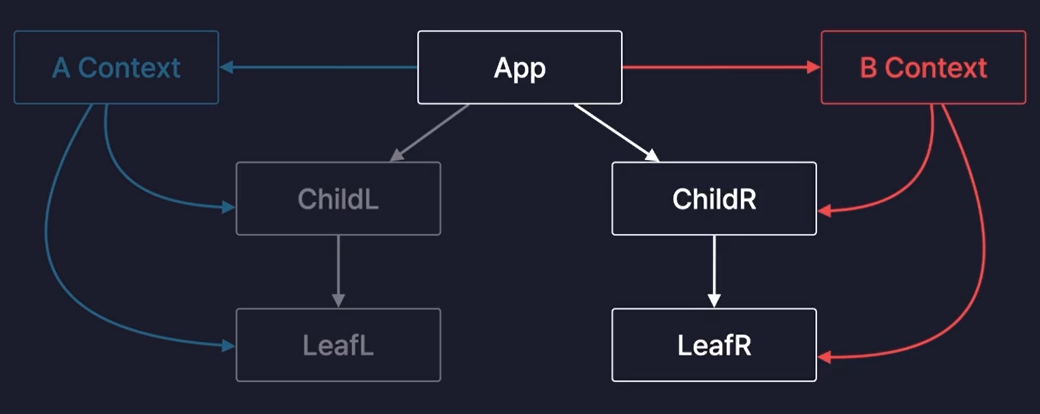 A Context
App
B Context
ChildL
ChildR
LeafL
LeafR